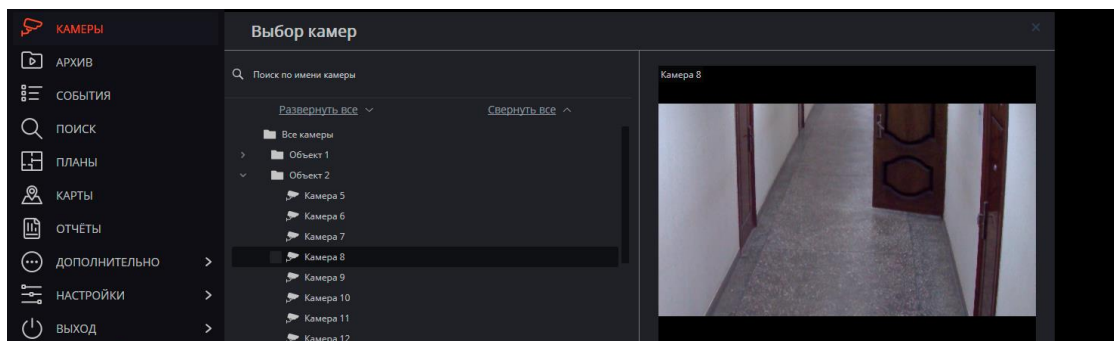 КАМЕРЫ
АРХИВ
СОБЫТИЯ
ПОИСК
ПЛАНЫ
КАРТЫ
ОТЧЁТЫ
ДОПОЛНИТЕЛЬНО
НАСТРОЙКИ
ВЫХОД
Выбор камер
Поиск по имени камеры
Развернуть все
Свернуть все
Все камеры
Объект 1
Объект 2
Камера 5
Камера 6
Камера 7
Камера 8
Камера 9
Камера 10
Камера 11
Камера 12
Камера 8